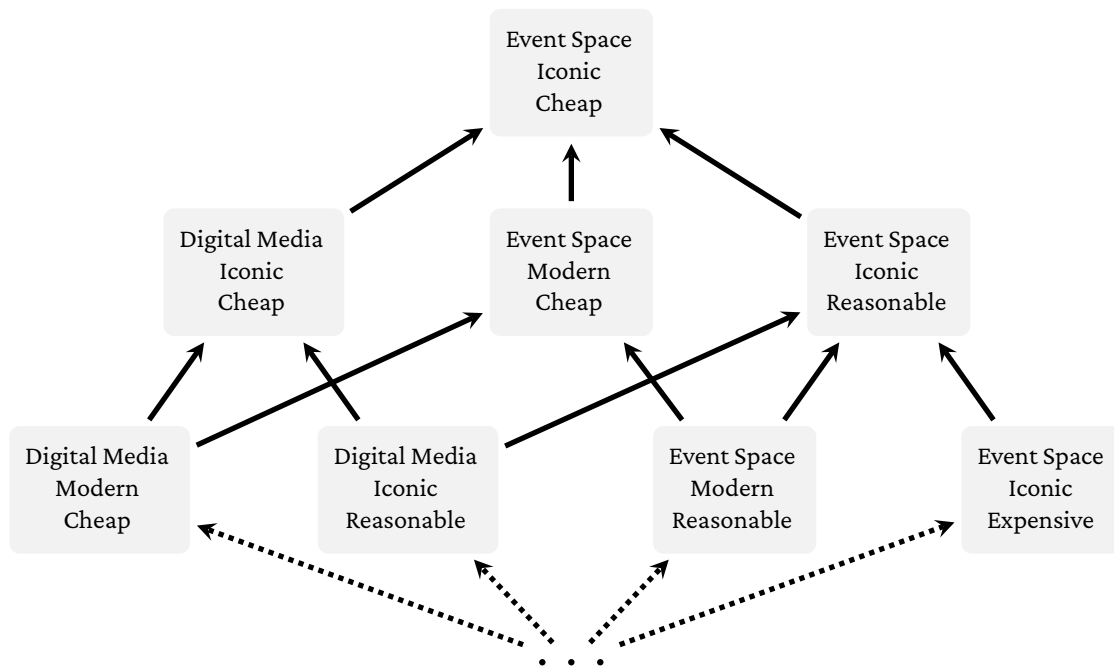 Event Space
Iconic
Cheap
Digital Media
Iconic
Cheap
Event Space
Modern
Cheap
Event Space
Iconic
Reasonable
Digital Media
Modern
Cheap
Digital Media
Iconic
Reasonable
Event Space
Modern
Reasonable
Event Space
Iconic
Expensive
. . .